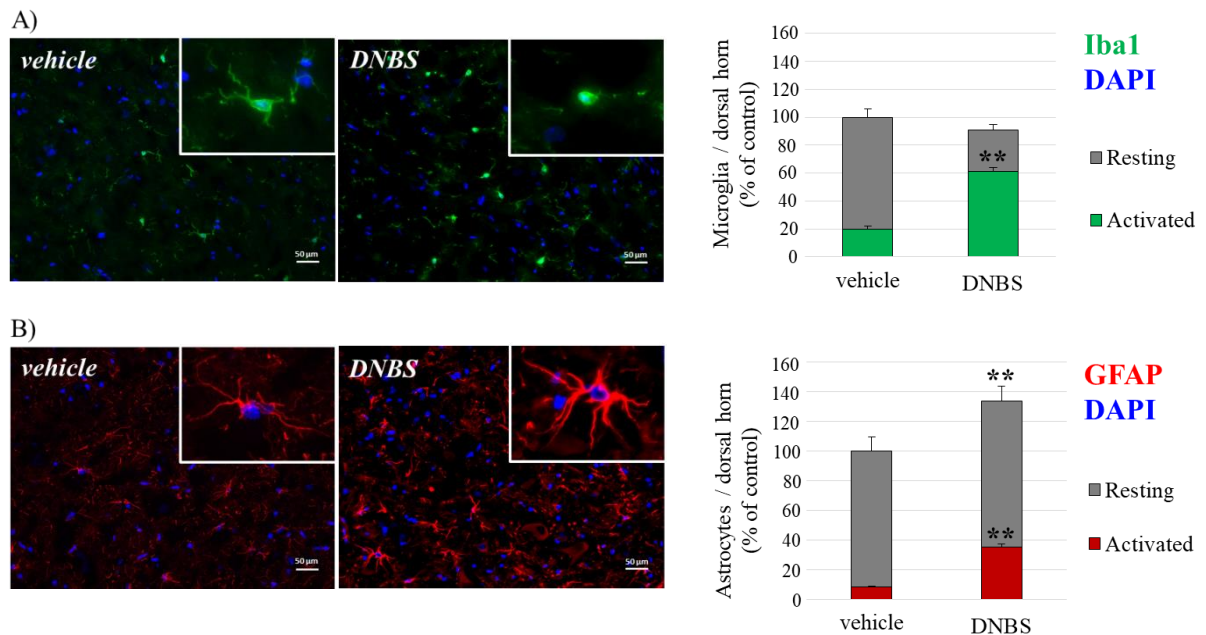 A)
vehicle
DNBS
50 µm
50 µm
Microglia / dorsal horn
(% of control)
160
140
120
100
80
60
40
20
0
**
vehicle
DNBS
Iba1
DAPI
Resting
Activated
B)
vehicle
DNBS
50 µm
50 µm
Astrocytes / dorsal horn
(% of control)
160
140
120
100
80
60
40
20
0
**
**
vehicle
DNBS
GFAP
DAPI
Resting
Activated